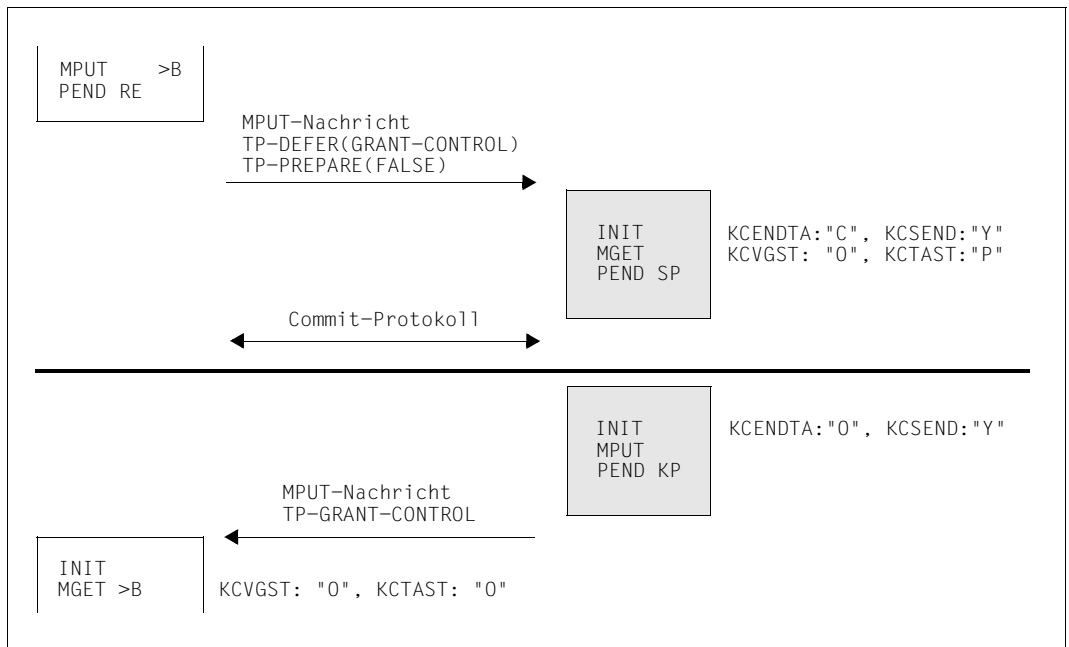 MPUT >B
PEND RE
MPUT-Nachricht
TP-DEFER(GRANT-CONTROL)
TP-PREPARE(FALSE)
INIT
MGET
PEND SP
KCENDTA:"C", KCSEND:"Y"
KCVGST: "O", KCTAST:"P"
Commit-Protokoll
INIT
MPUT
PEND KP
KCENDTA:"O", KCSEND:"Y"
MPUT-Nachricht
TP-GRANT-CONTROL
INIT
MGET >B
KCVGST: "O", KCTAST: "O"